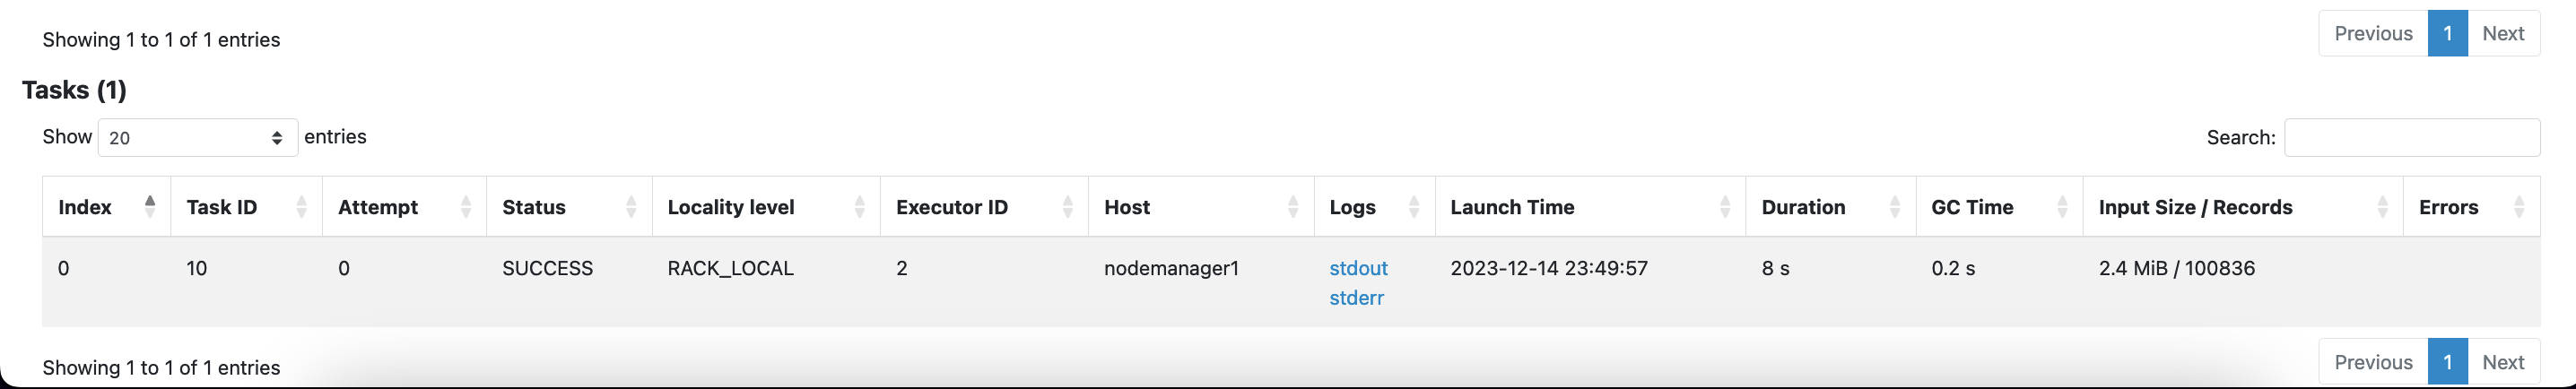 Showing 1 to 1 of 1 entries Previous 1 Next
Tasks (1)
Show 20 entries Search:
Index Task ID Attempt Status Locality level Executor ID Host Logs Launch Time Duration GC Time Input Size / Records Errors
0 10 0 SUCCESS RACK_LOCAL 2 nodemanager1 stdout 2023-12-14 23:49:57 8 s 0.2 s 2.4 MiB / 100836
stderr
Showing 1 to 1 of 1 entries Previous 1 Next